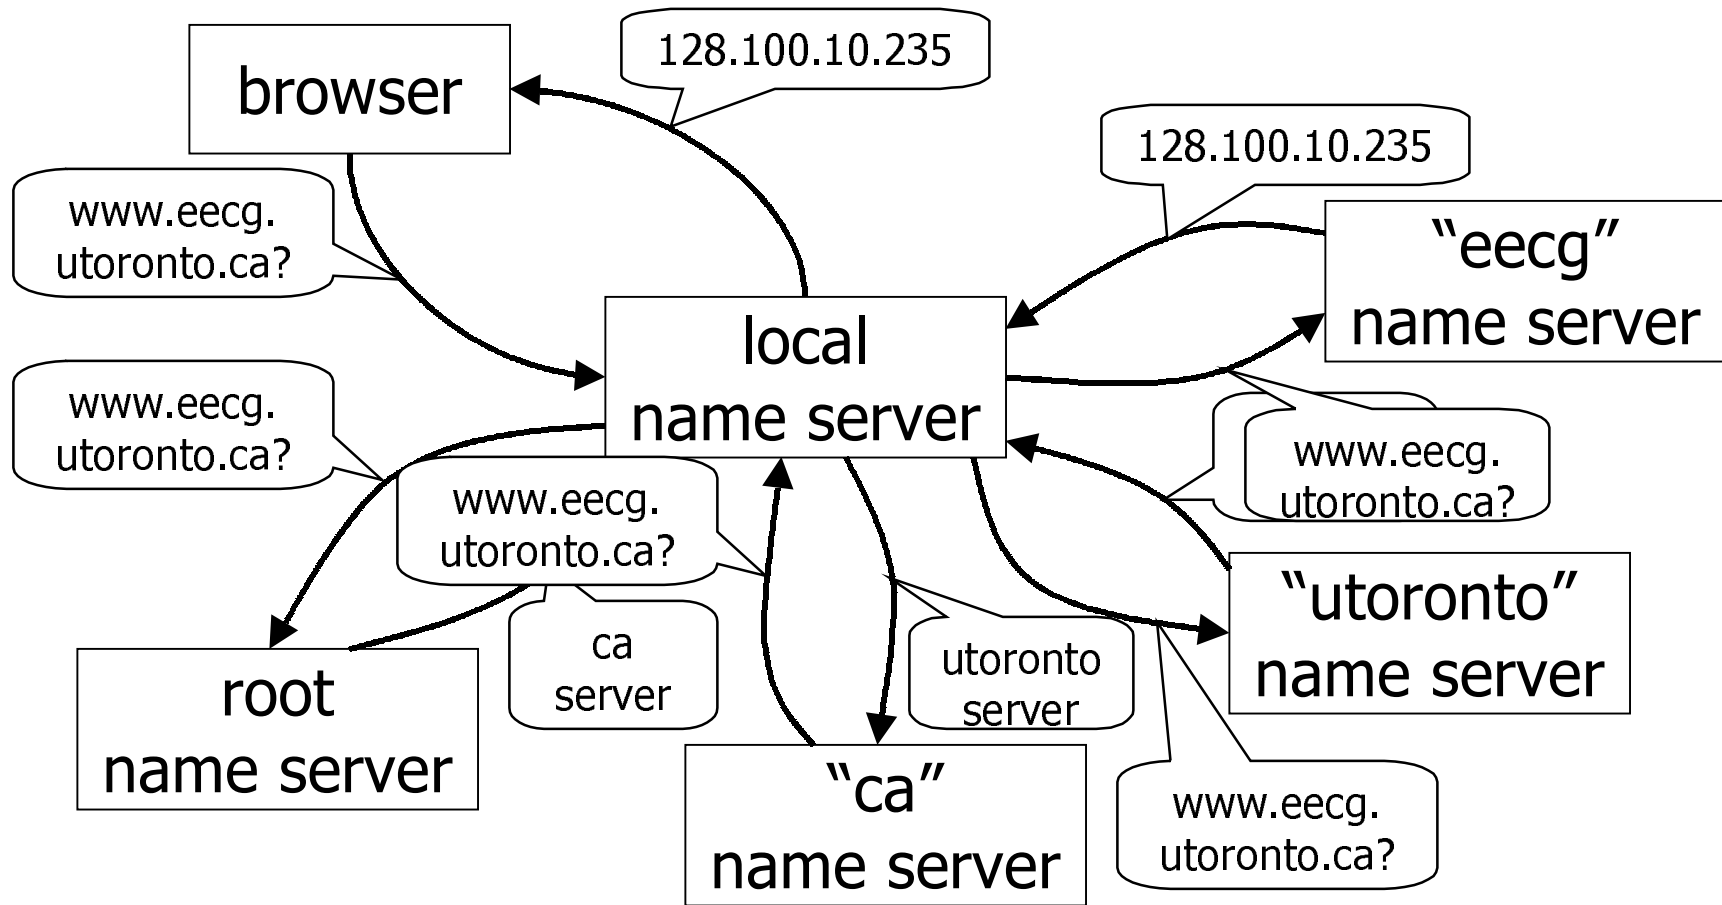 128.100.10.235
browser
128.100.10.235
www.eecg.
utoronto.ca?
“eecg”
name server
local
name server
www.eecg.
utoronto.ca?
www.eecg.
utoronto.ca?
www.eecg.
utoronto.ca?
“utoronto”
name server
ca
server
utoronto
server
root
name server
“ca”
name server
www.eecg.
utoronto.ca?